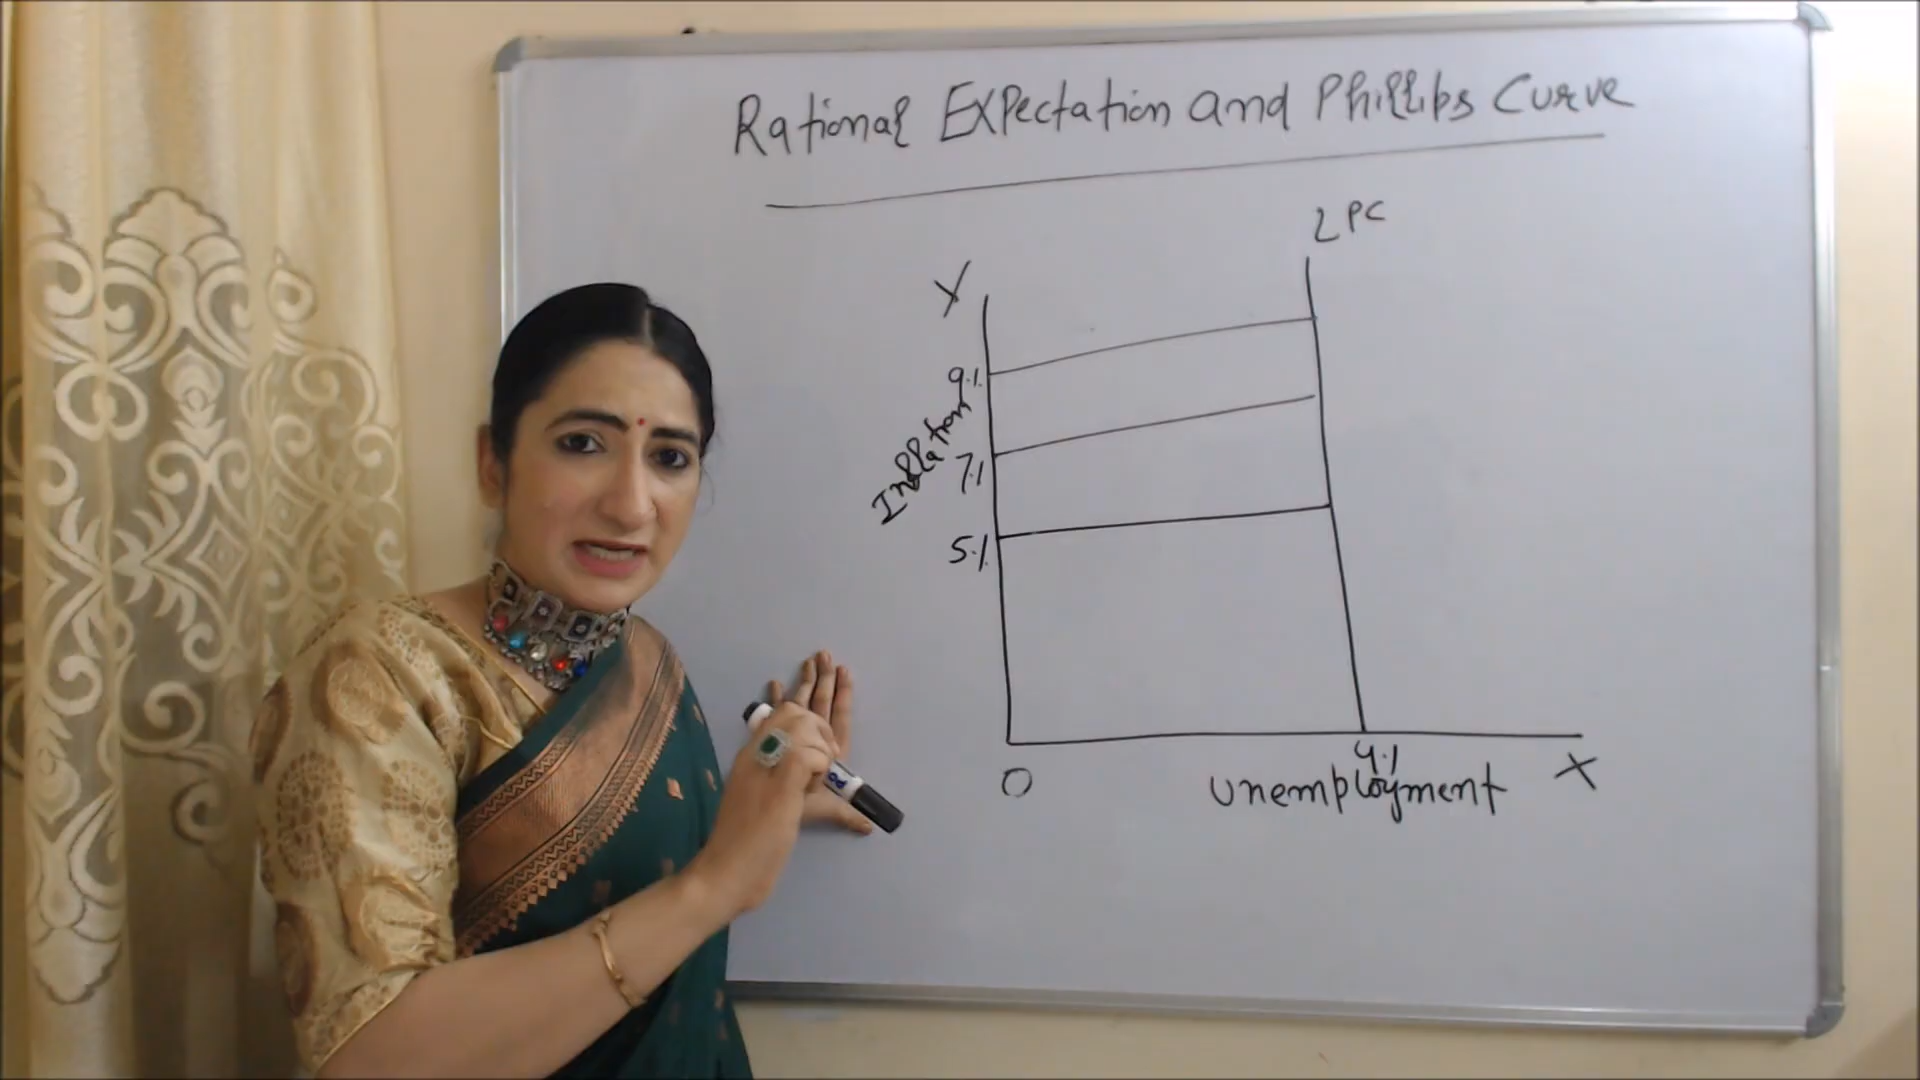 Rational Expectation and Phillips Curve
LPC
Y
9%
Inflation
7%
5%
4%
O
unemployment
X